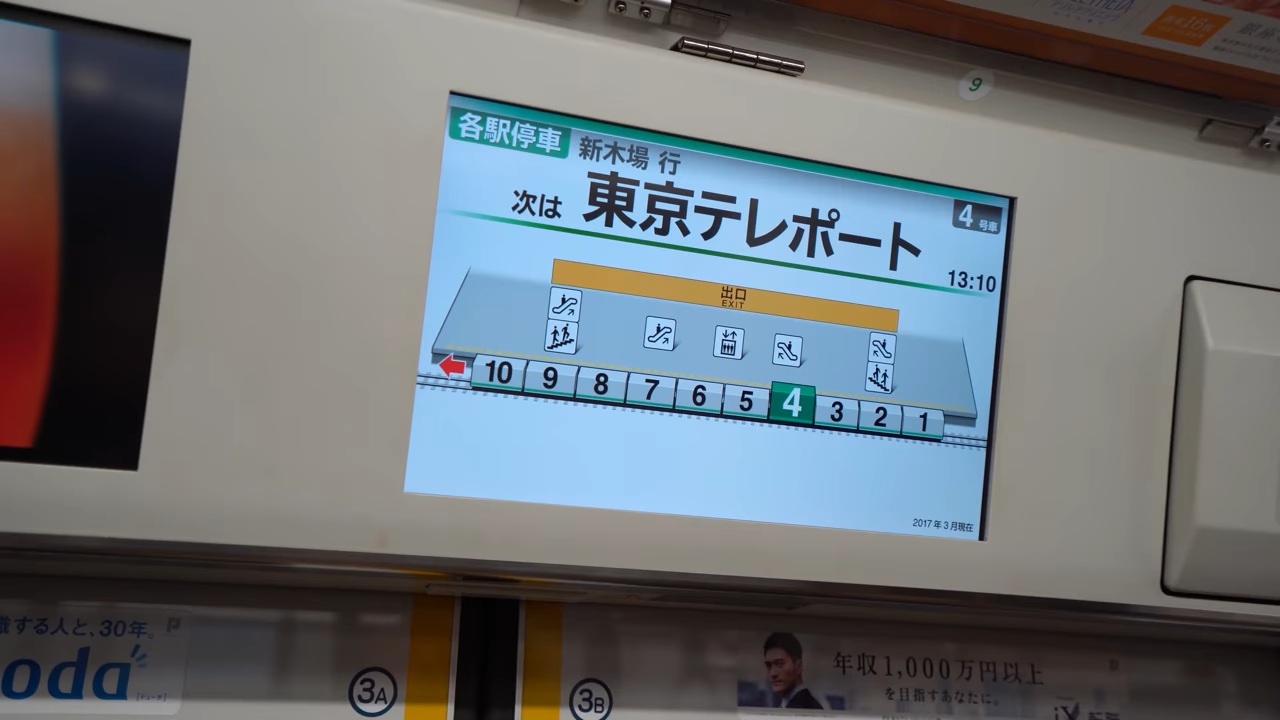 9
各駅停車 新木場 行
次は 東京テレポート
4 号車
13:10
出口
EXIT
10 9 8 7 6 5 4 3 2 1
2017年3月現在
する人と、30年。
oda
3A
3B
年収1,000万円以上
を目指すあなたに。
iX 転職